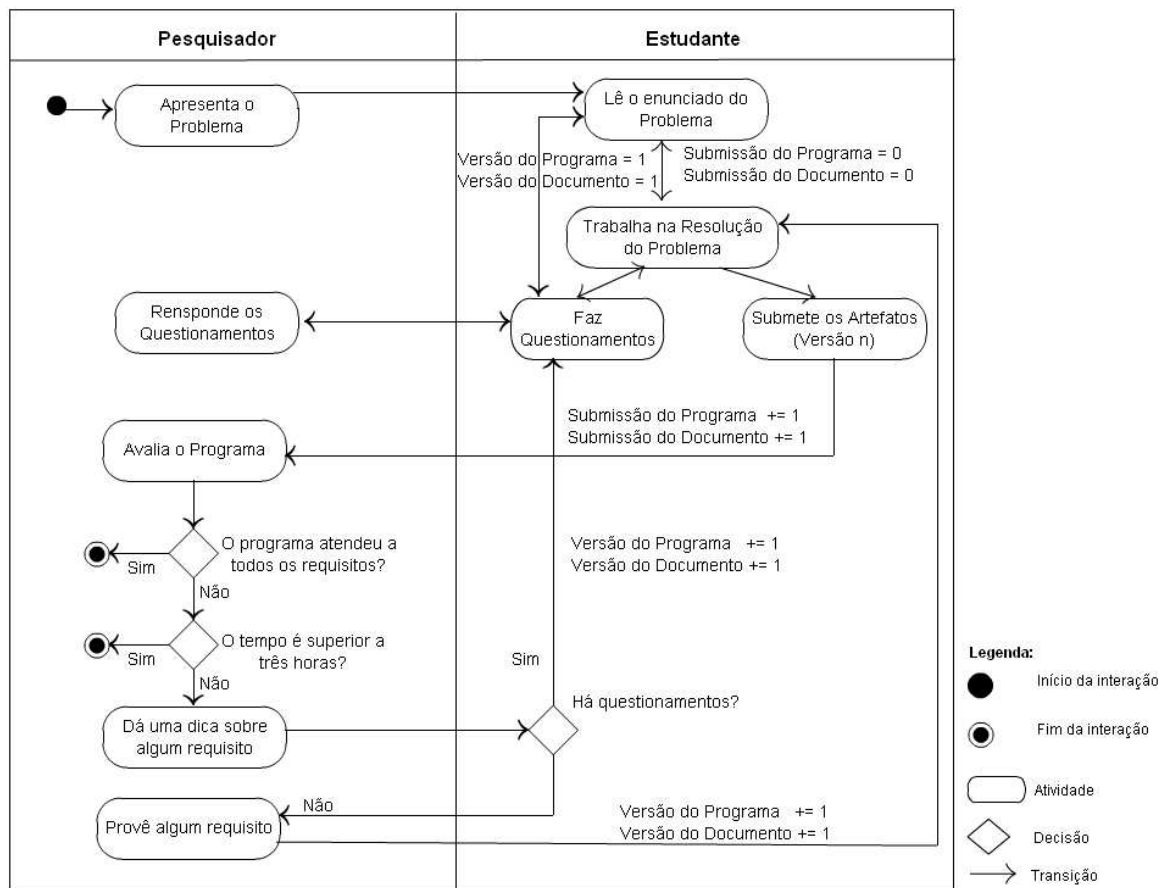 Pesquisador
Estudante
Apresenta o
Problema
Lê o enunciado do
Problema
Versão do Programa = 1
Versão do Documento = 1
Submissão do Programa = 0
Submissão do Documento = 0
Trabalha na Resolução
do Problema
Rensponde os
Questionamentos
Faz
Questionamentos
Submete os Artefatos
(Versão n)
Submissão do Programa += 1
Submissão do Documento += 1
Avalia o Programa
O programa atendeu a
todos os requisitos?
Sim
Não
Versão do Programa += 1
Versão do Documento += 1
O tempo é superior a
três horas?
Sim
Não
Sim
Dá uma dica sobre
algum requisito
Há questionamentos?
Não
Provê algum requisito
Versão do Programa += 1
Versão do Documento += 1
Legenda:
Início da interação
Fim da interação
Atividade
Decisão
Transição